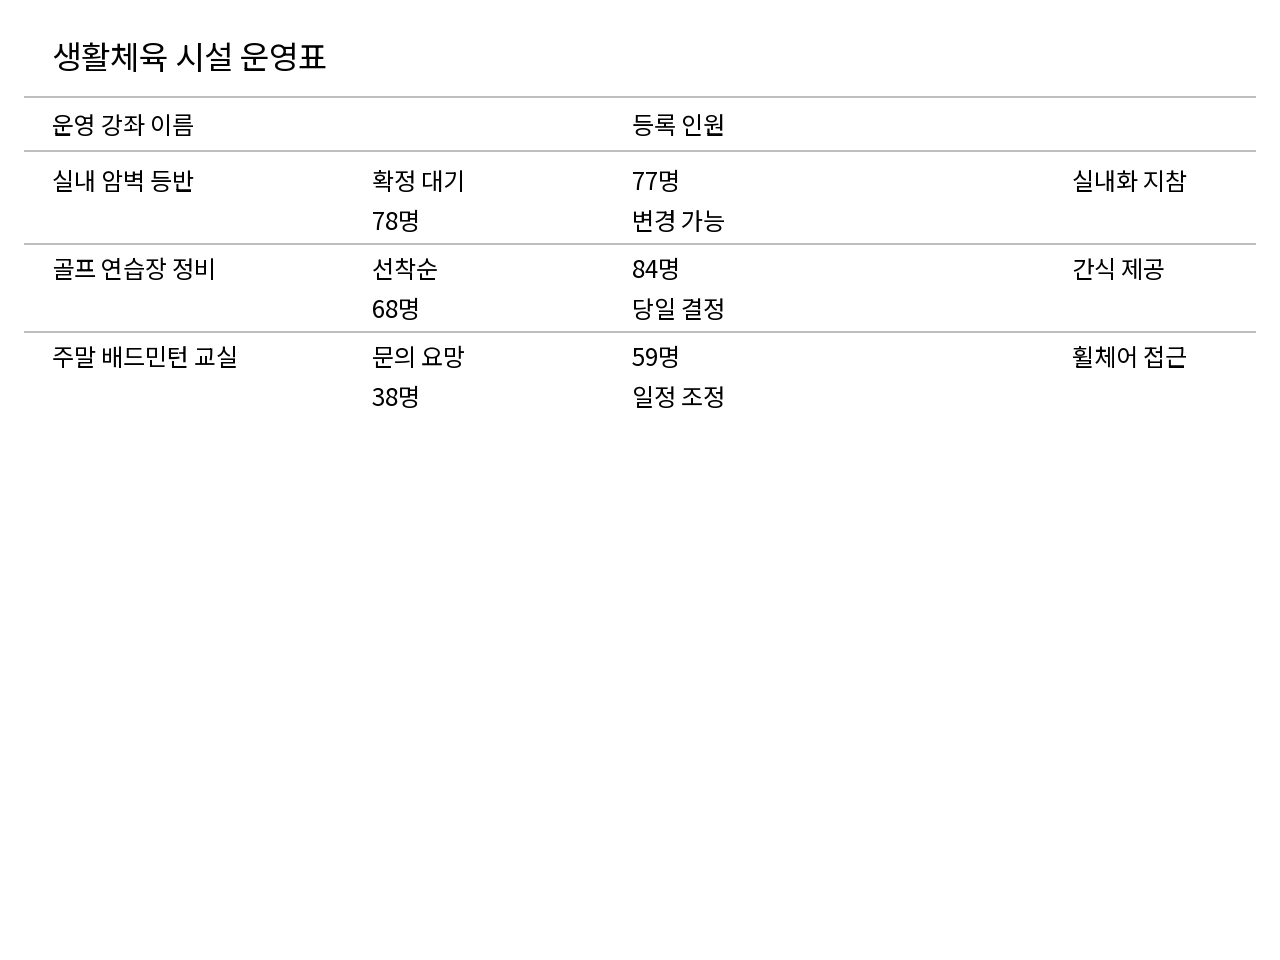 생활체육 시설 운영표
운영 강좌 이름 등록 인원
실내 암벽 등반 확정 대기 77명 실내화 지참
78명 변경 가능
골프 연습장 정비 선착순 84명 간식 제공
68명 당일 결정
주말 배드민턴 교실 문의 요망 59명 휠체어 접근
38명 일정 조정